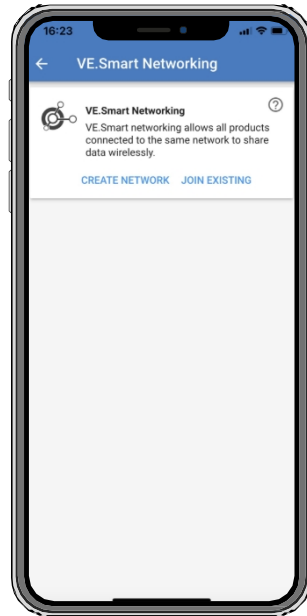 16:23
VE.Smart Networking
VE.Smart Networking
VE.Smart networking allows all products
connected to the same network to share
data wirelessly.
CREATE NETWORK JOIN EXISTING